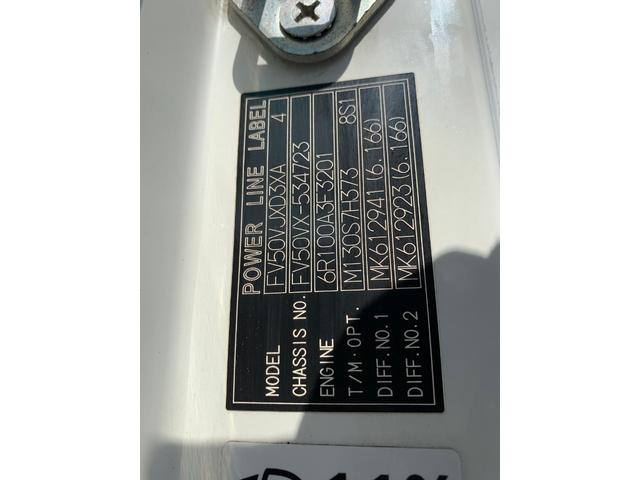 POWER LINE LABEL
MODEL FV50VJXD3XA 4
CHASSIS NO. FV50VX-534723
ENGINE 6R100A3F3201
T/M·OPT. M130S7H373 8S1
DIFF.NO.1 MK612941(6.166)
DIFF.NO.2 MK612923(6.166)